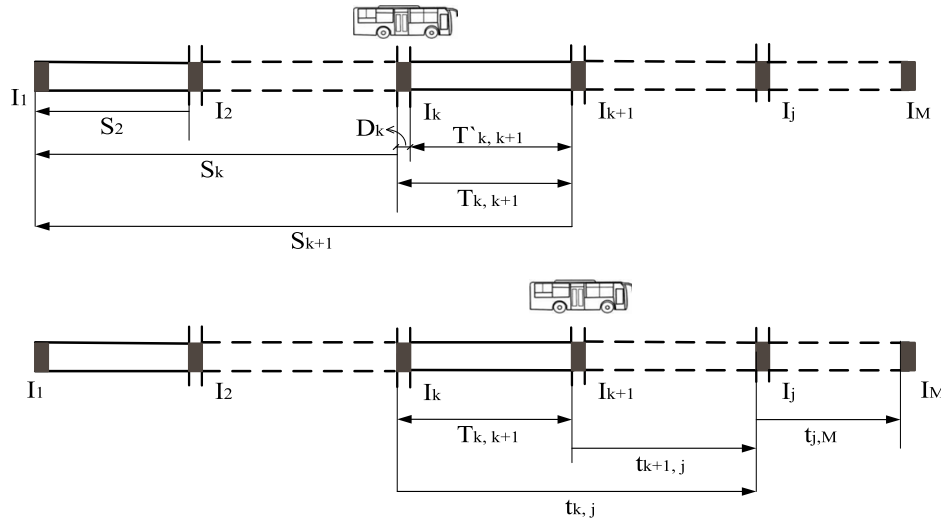 I1 I2 Ik Ik+1 Ij IM
S2
Dk
T`k, k+1
Sk
Tk, k+1
Sk+1
I1 I2 Ik Ik+1 Ij IM
Tk, k+1
tj,M
tk+1, j
tk, j